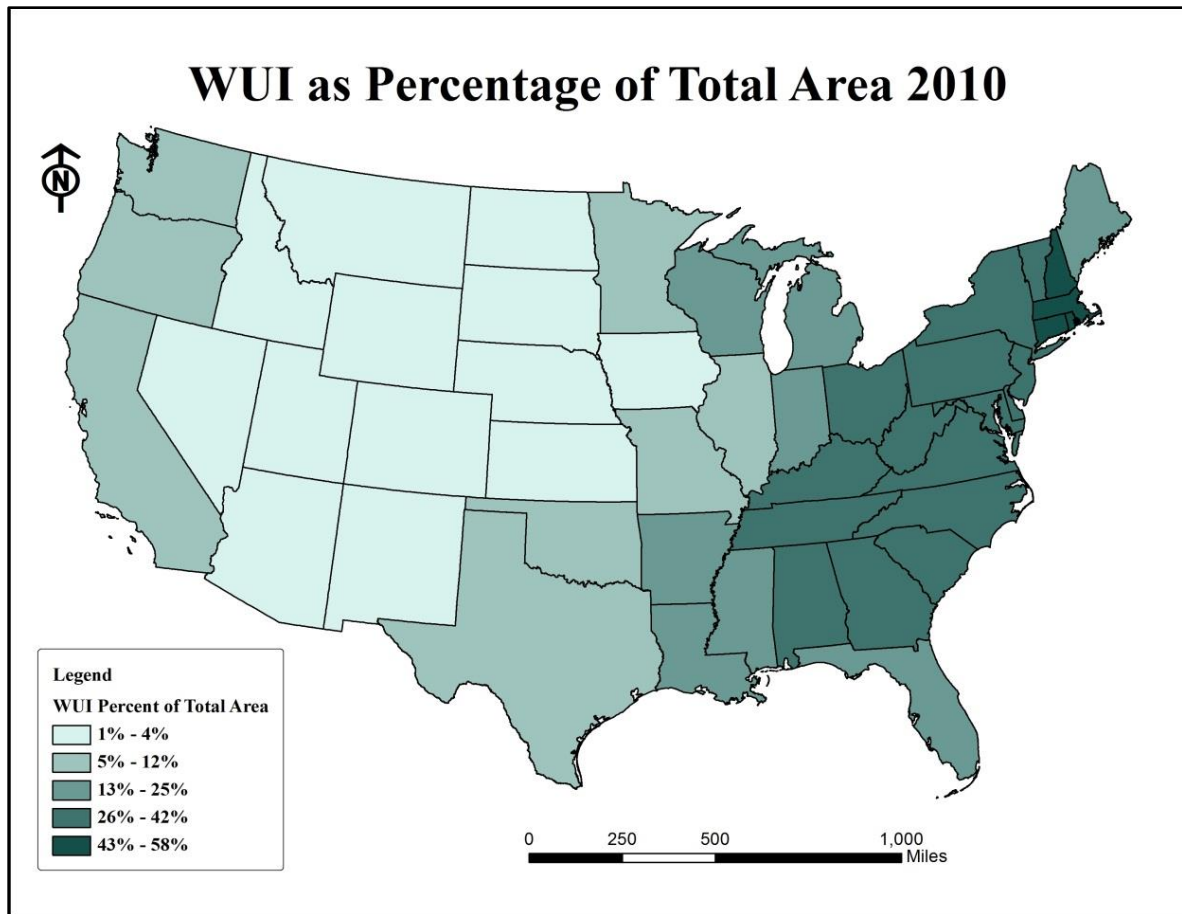 WUI as Percentage of Total Area 2010
N
Legend
WUI Percent of Total Area
1% - 4%
5% - 12%
13% - 25%
26% - 42%
43% - 58%
0 250 500 1,000
Miles